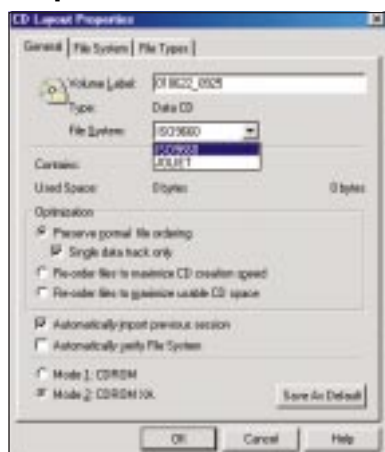 CD Layout Properties
General File System File Types
Volume Label: 010622_0925
Type: Data CD
File System: ISO9660
ISO9660
JOLIET
Contains:
Used Space: 0 bytes 0 bytes
Optimization
Preserve normal file ordering
Single data track only
Re-order files to maximize CD creation speed
Re-order files to maximize usable CD space
Automatically import previous session
Automatically verify File System
Mode 1: CDROM
Mode 2: CDROM XA
Save As Default
OK Cancel Help